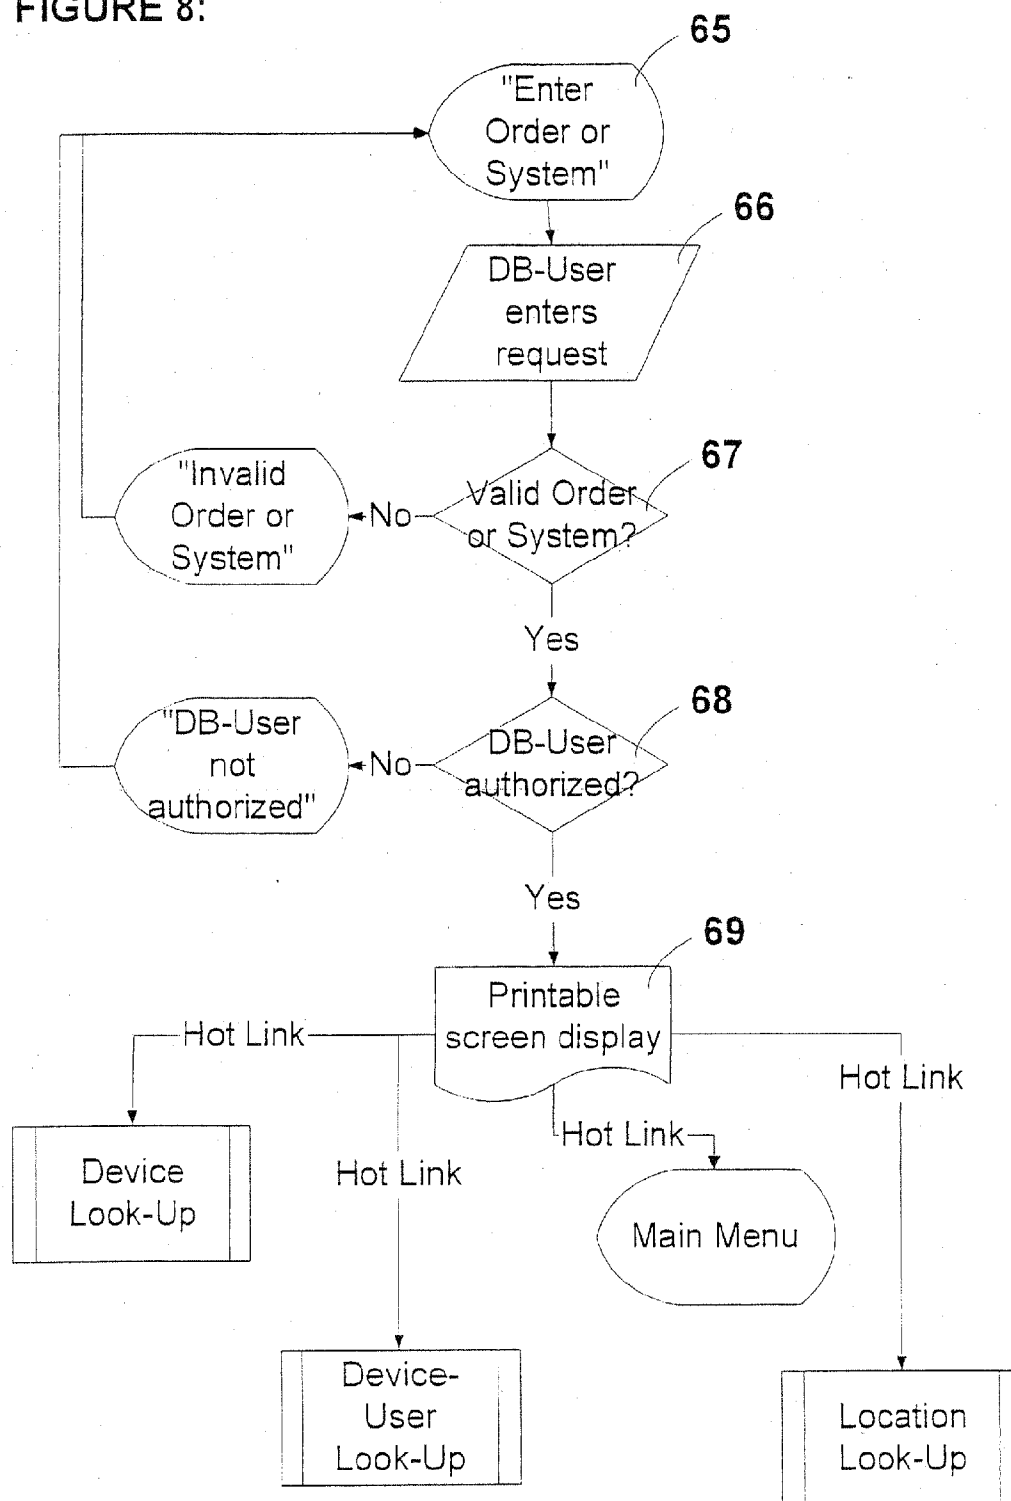 FIGURE 8:
65
"Enter
Order or
System"
66
DB-User
enters
request
67
Valid Order
or System?
No
"Invalid
Order or
System"
Yes
68
DB-User
authorized?
No
"DB-User
not
authorized"
Yes
69
Printable
screen display
Hot Link
Hot Link
Hot Link
Hot Link
Device
Look-Up
Main Menu
Device-
User
Look-Up
Location
Look-Up